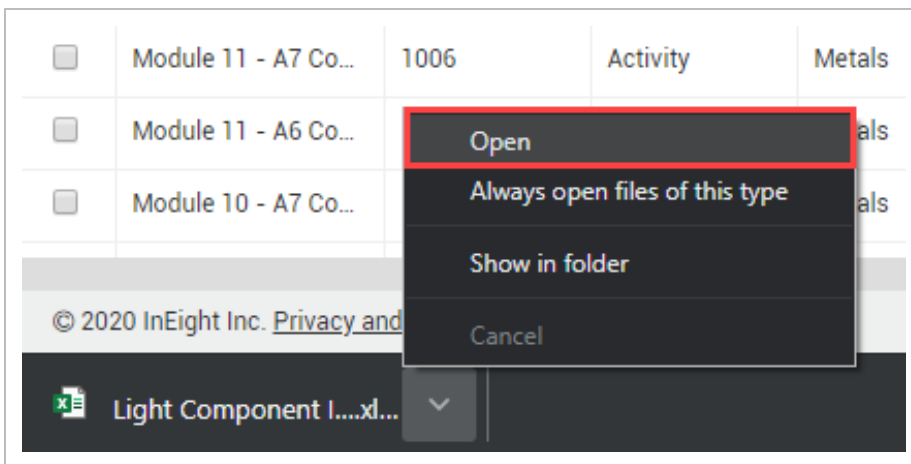 Module 11 - A7 Co... 1006 Activity Metals
Module 11 - A6 Co... als
Open
Module 10 - A7 Co... als
Always open files of this type
Show in folder
© 2020 InEight Inc. Privacy and
Cancel
Light Component I....xl...